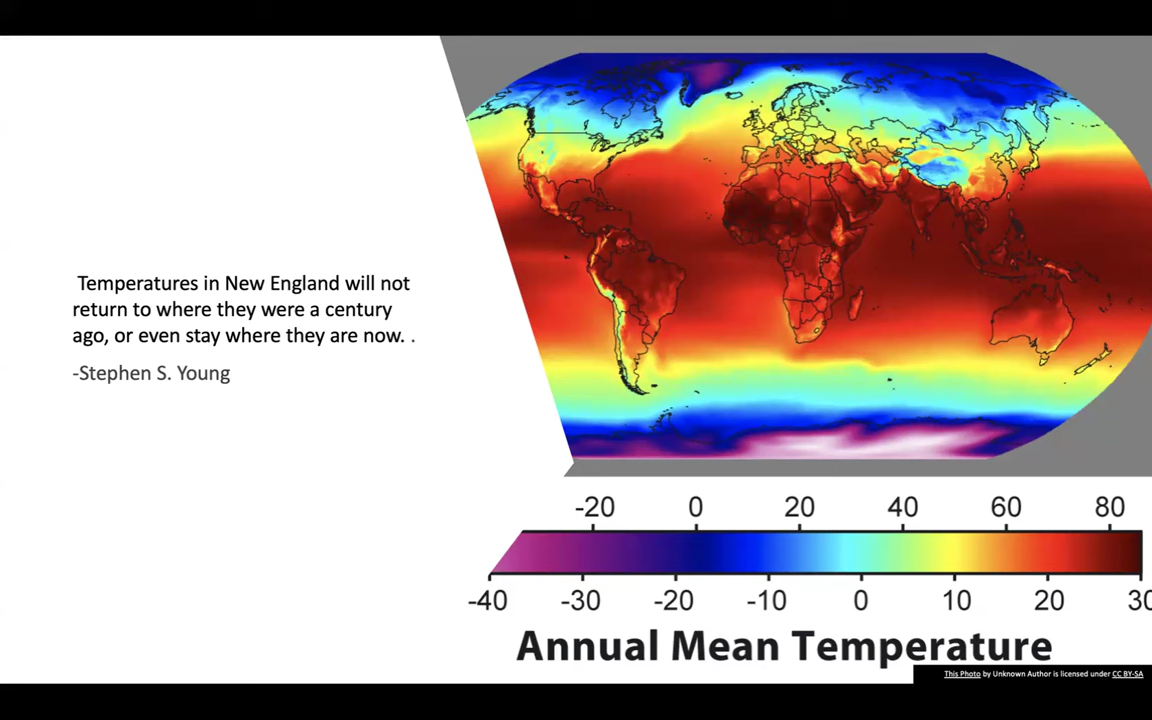 Temperatures in New England will not
return to where they were a century
ago, or even stay where they are now. .
-Stephen S. Young
-20 0 20 40 60 80
-40 -30 -20 -10 0 10 20 30
Annual Mean Temperature
This Photo by Unknown Author is licensed under CC BY-SA